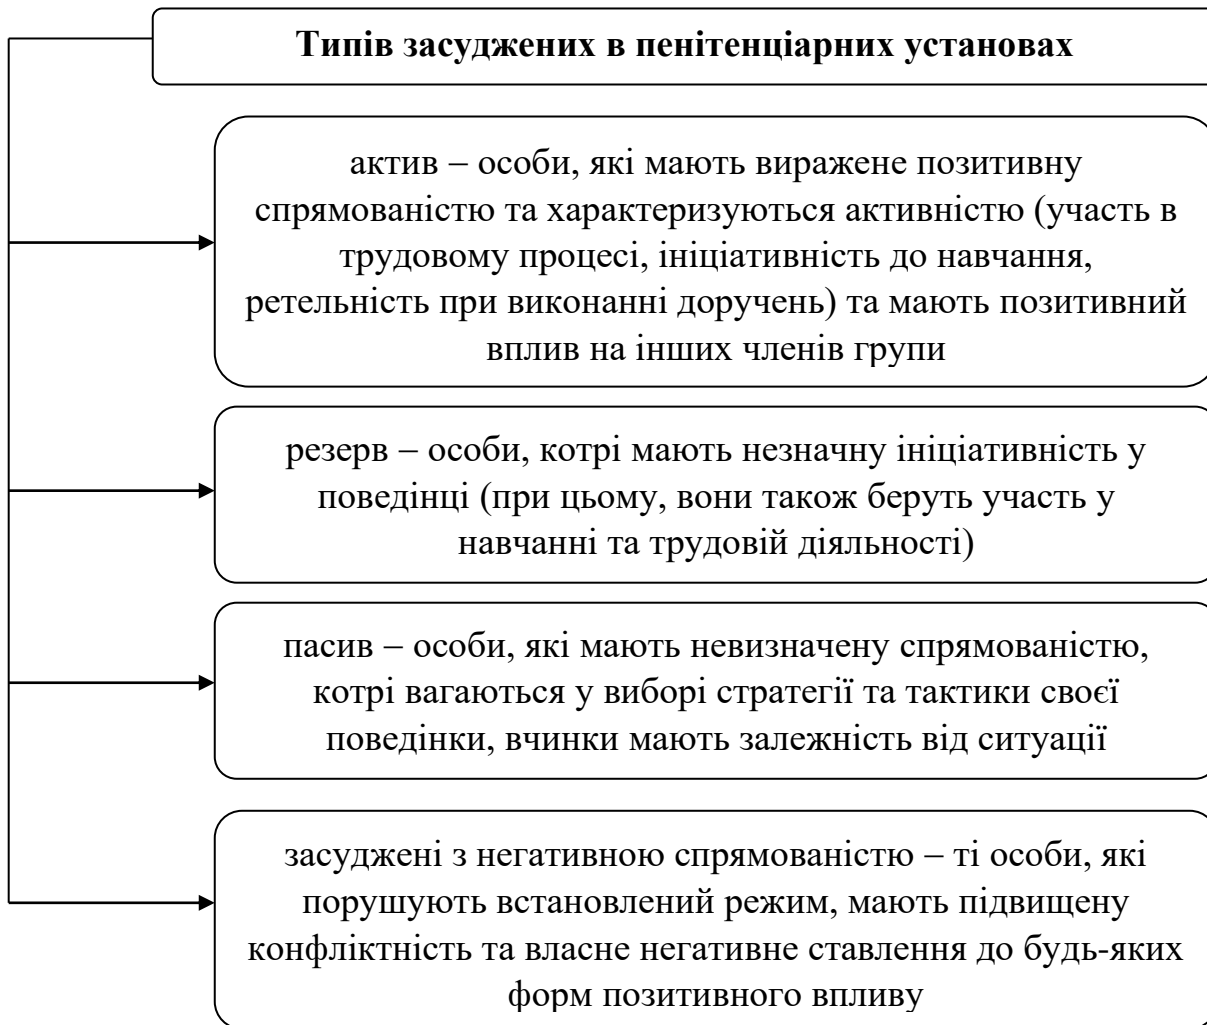 Типів засуджених в пенітенціарних установах
актив – особи, які мають виражене позитивну
спрямованістю та характеризуються активністю (участь в
трудовому процесі, ініціативність до навчання,
ретельність при виконанні доручень) та мають позитивний
вплив на інших членів групи
резерв – особи, котрі мають незначну ініціативність у
поведінці (при цьому, вони також беруть участь у
навчанні та трудовій діяльності)
пасив – особи, які мають невизначену спрямованістю,
котрі вагаються у виборі стратегії та тактики своєї
поведінки, вчинки мають залежність від ситуації
засуджені з негативною спрямованістю – ті особи, які
порушують встановлений режим, мають підвищену
конфліктність та власне негативне ставлення до будь-яких
форм позитивного впливу